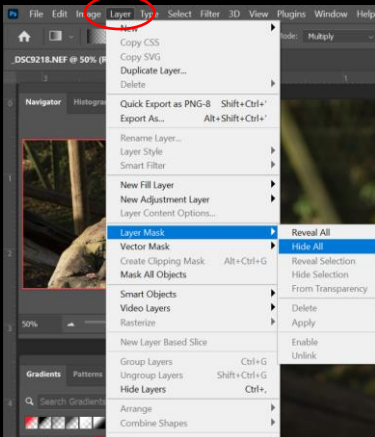 Ps File Edit Image Layer Type Select Filter 3D View Plugins Window Help
Mode: Multiply
_DSC9218.NEF @ 50%
Navigator Histogram
50%
Gradients Patterns
Search Gradients
New
Copy CSS
Copy SVG
Duplicate Layer...
Delete
Quick Export as PNG-8 Shift+Ctrl+'
Export As... Alt+Shift+Ctrl+'
Rename Layer...
Layer Style
Smart Filter
New Fill Layer
New Adjustment Layer
Layer Content Options...
Layer Mask
Vector Mask
Create Clipping Mask Alt+Ctrl+G
Mask All Objects
Smart Objects
Video Layers
Rasterize
New Layer Based Slice
Group Layers Ctrl+G
Ungroup Layers Shift+Ctrl+G
Hide Layers Ctrl+,
Arrange
Combine Shapes
Reveal All
Hide All
Reveal Selection
Hide Selection
From Transparency
Delete
Apply
Enable
Unlink